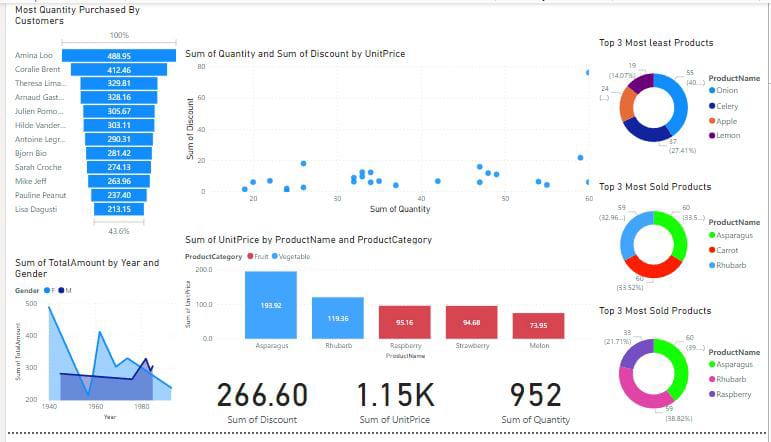 Most Quantity Purchased By
Customers
100%
Amina Loo 488.95
Coralie Brent 412.46
Theresa Lima... 329.81
Arnaud Gast... 328.16
Julien Pomo... 305.67
Hilde Vander... 303.11
Antoine Legr... 290.31
Bjorn Bio 281.42
Sarah Croche 274.13
Mike Jeff 263.96
Pauline Peanut 237.40
Lisa Dagusti 213.15
43.6%
Sum of Quantity and Sum of Discount by UnitPrice
Sum of Discount
80
60
40
20
0
20 30 40 50 60
Sum of Quantity
Top 3 Most least Products
19
(14.07%)
55
(40...)
24
(...)
37
(27.41%)
ProductName
Onion
Celery
Apple
Lemon
Top 3 Most Sold Products
59
(32.96...)
60
(33.5...)
60
(33.52%)
ProductName
Asparagus
Carrot
Rhubarb
Sum of TotalAmount by Year and
Gender
Gender F M
Sum of TotalAmount
500
400
300
200
1940 1960 1980
Year
Sum of UnitPrice by ProductName and ProductCategory
ProductCategory Fruit Vegetable
Sum of UnitPrice
200.0
100.0
0.0
193.92
119.36
95.16
94.68
73.95
Asparagus Rhubarb Raspberry Strawberry Melon
ProductName
266.60
Sum of Discount
1.15K
Sum of UnitPrice
952
Sum of Quantity
Top 3 Most Sold Products
33
(21.71%)
60
(39....)
59
(38.82%)
ProductName
Asparagus
Rhubarb
Raspberry